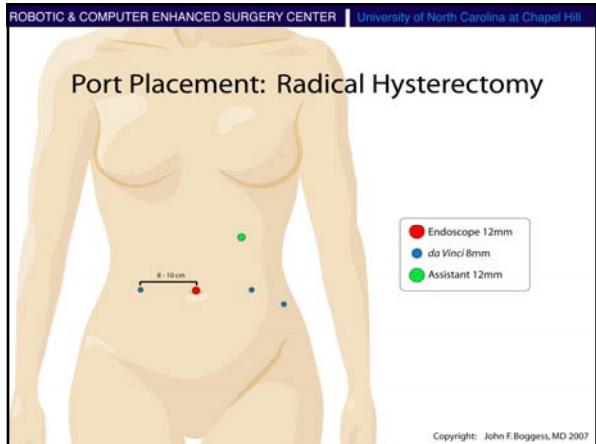 ROBOTIC & COMPUTER ENHANCED SURGERY CENTER | University of North Carolina at Chapel Hill
Port Placement: Radical Hysterectomy
Endoscope 12mm
da Vinci 8mm
Assistant 12mm
8 - 10 cm
Copyright: John F. Boggess, MD 2007